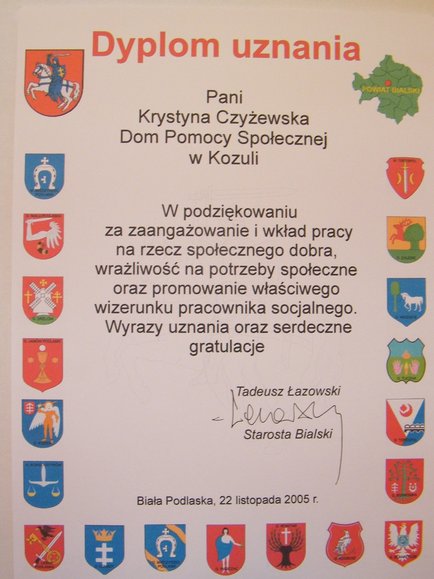 Dyplom uznania
POWIAT BIALSKI
Pani
Krystyna Czyżewska
Dom Pomocy Społecznej
w Kozuli
W podziękowaniu
za zaangażowanie i wkład pracy
na rzecz społecznego dobra,
wrażliwość na potrzeby społeczne
oraz promowanie właściwego
wizerunku pracownika socjalnego.
Wyrazy uznania oraz serdeczne
gratulacje
Tadeusz Łazowski
Starosta Bialski
Biała Podlaska, 22 listopada 2005 r.